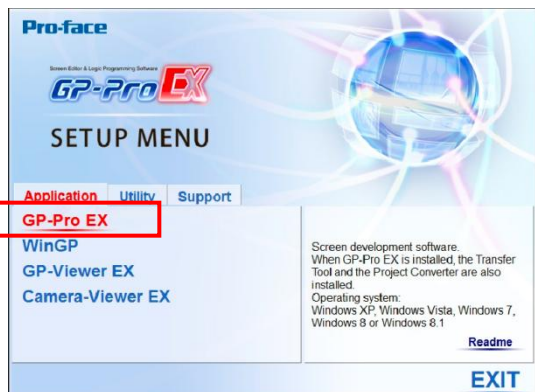 Pro-face
Screen Editor & Logic Programming Software
GP-Pro EX
SETUP MENU
Application Utility Support
GP-Pro EX
WinGP
GP-Viewer EX
Camera-Viewer EX
Screen development software.
When GP-Pro EX is installed, the Transfer
Tool and the Project Converter are also
installed.
Operating system:
Windows XP, Windows Vista, Windows 7,
Windows 8 or Windows 8.1
Readme
EXIT